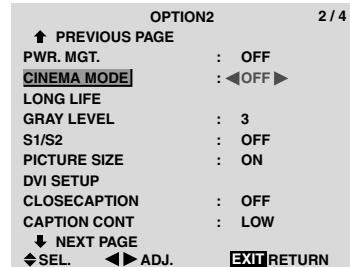 OPTION2 2 / 4
↑ PREVIOUS PAGE
PWR. MGT. : OFF
CINEMA MODE : ◀OFF▶
LONG LIFE
GRAY LEVEL : 3
S1/S2 : OFF
PICTURE SIZE : ON
DVI SETUP
CLOSECAPTION : OFF
CAPTION CONT : LOW
↓ NEXT PAGE
▲▼SEL. ◀▶ADJ. EXIT RETURN